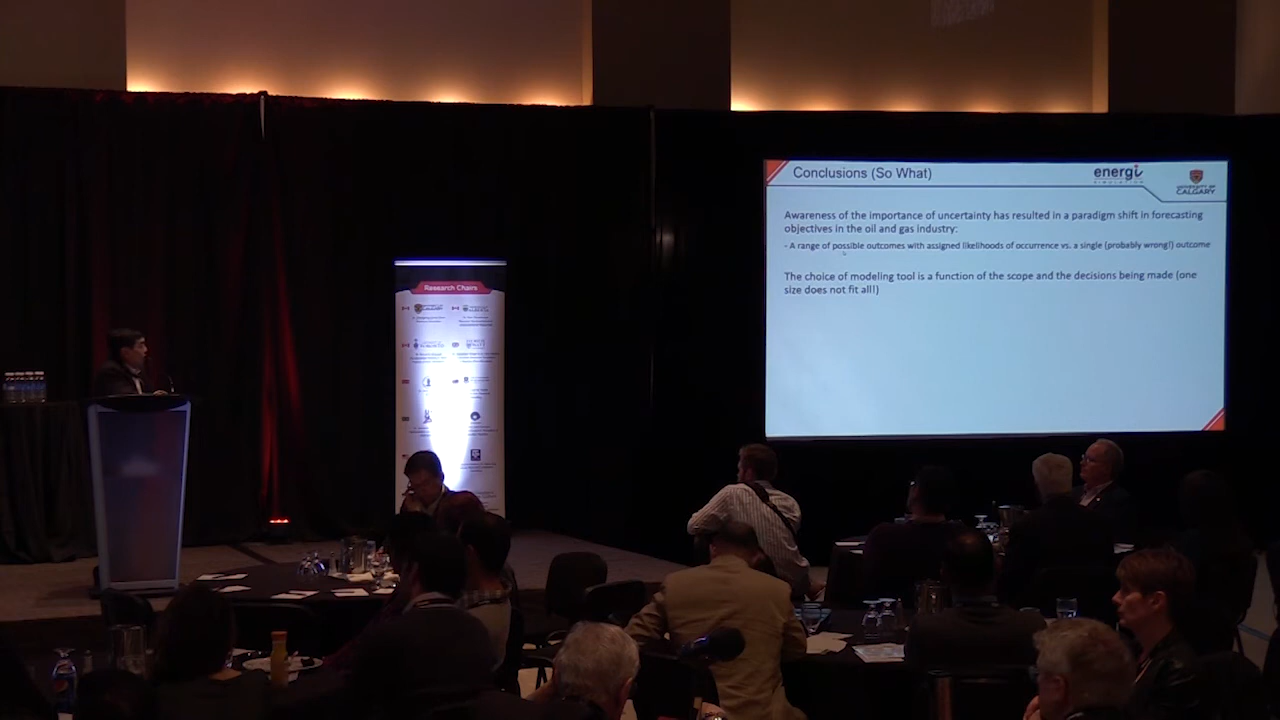 Conclusions (So What)
energi
SIMULATION
UNIVERSITY OF
CALGARY
Awareness of the importance of uncertainty has resulted in a paradigm shift in forecasting
objectives in the oil and gas industry:
- A range of possible outcomes with assigned likelihoods of occurrence vs. a single (probably wrong!) outcome
The choice of modeling tool is a function of the scope and the decisions being made (one
size does not fit all!)
Research Chairs